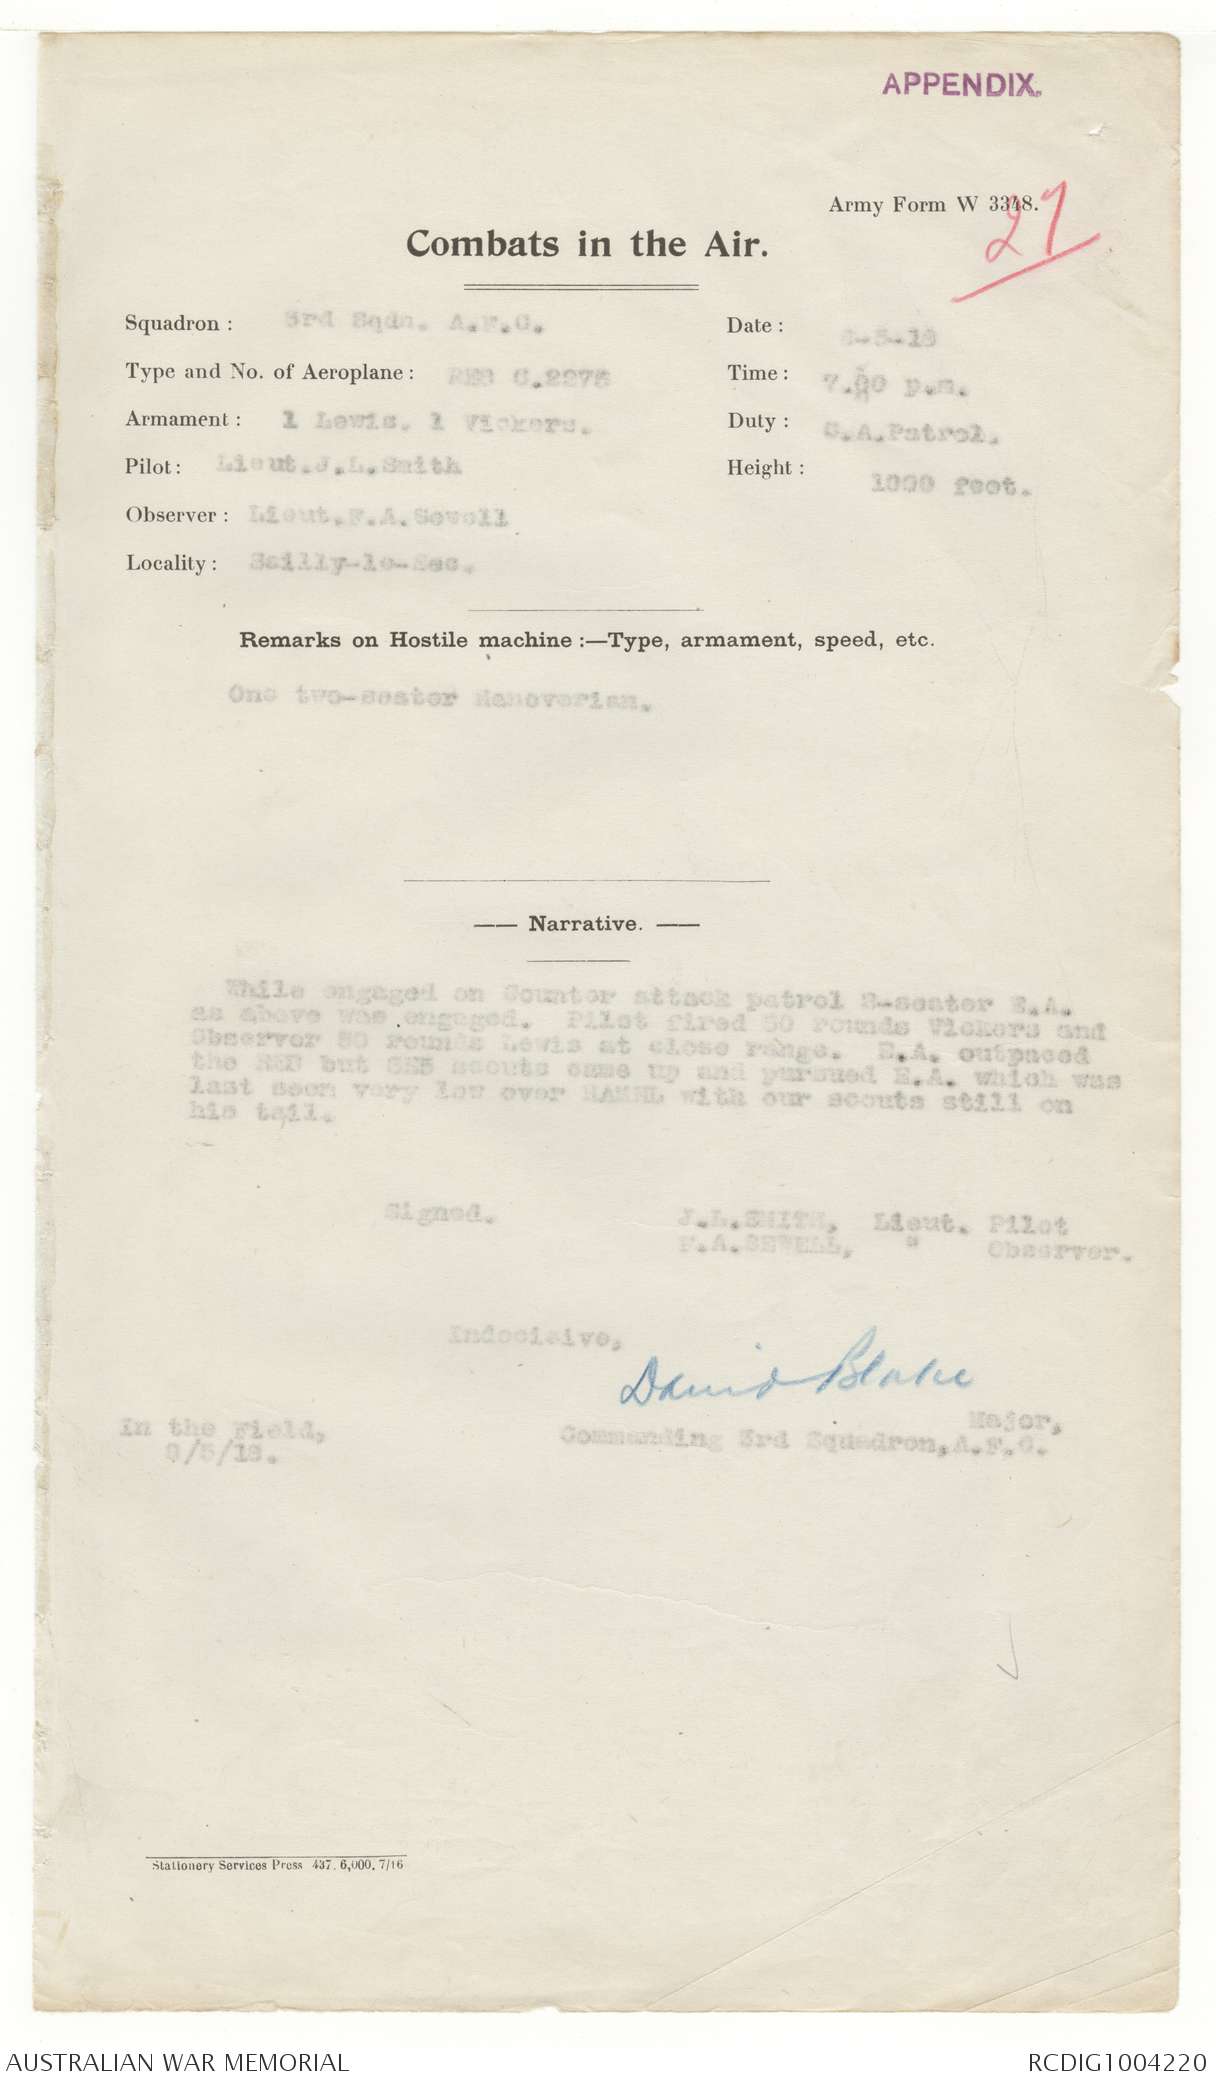 APPENDIX.
Army Form W 3348.
27
Combats in the Air.
Squadron: 3rd Sqdn. A.F.C.
Date: -5-18
Type and No. of Aeroplane: RE8 C.2275
Time: 7.00 p.m.
Armament: 1 Lewis. 1 Vickers.
Duty: C.A.Patrol.
Pilot: Lieut.J.L.Smith
Height: 1000 feet.
Observer: Lieut.F.A.Sewell
Locality: Sailly-le-Sec.
Remarks on Hostile machine:—Type, armament, speed, etc.
One two-seater Hanoverian.
—— Narrative. ——
While engaged on Counter attack patrol 2-seater E.A.
as above was engaged. Pilot fired 50 rounds Vickers and
Observor 50 rounds Lewis at close range. E.A. outpaced
the RE8 but SE5 scouts came up and pursued E.A. which was
last seen very low over HAMEL with our scouts still on
his tail.
Signed. J.L.SMITH, Lieut. Pilot
F.A.SEWELL, " Observer.
Indecisive,
David Blake
Major,
In the Field,
Commanding 3rd Squadron, A.F.C.
/5/18.
Stationery Services Press 437. 6,000. 7/16
AUSTRALIAN WAR MEMORIAL
RCDIG1004220